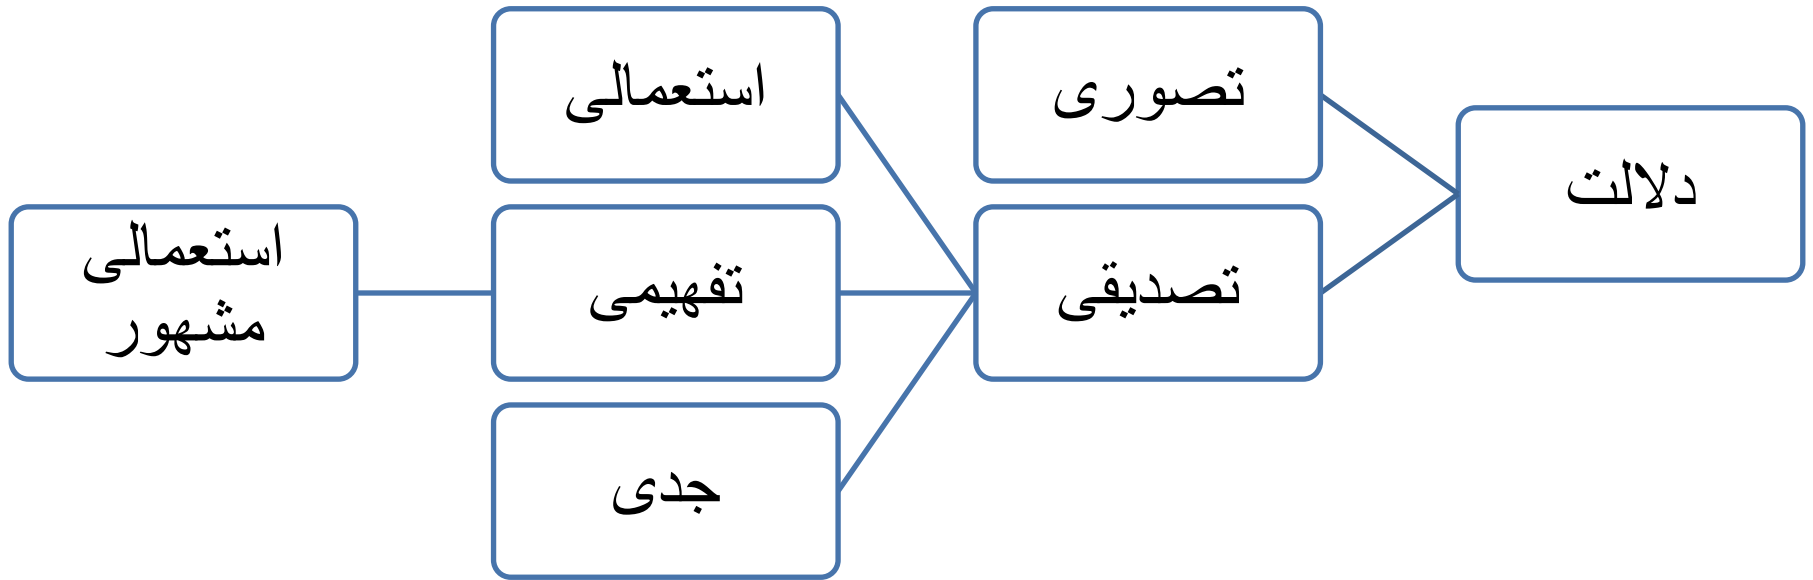 دلالت
تصوری
تصدیقی
استعمالی
تفهیمی
جدی
استعمالی
مشهور